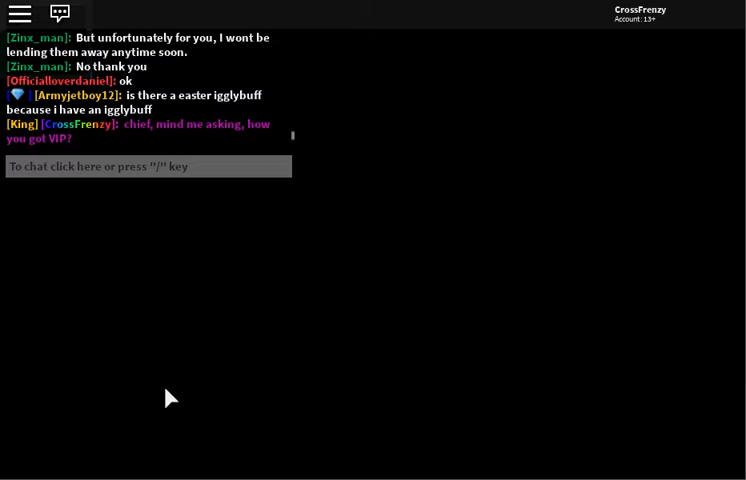 CrossFrenzy
Account: 13+
[Zinx_man]: But unfortunately for you, I wont be
lending them away anytime soon.
[Zinx_man]: No thank you
[Officialloverdaniel]: ok
[💎] [Armyjetboy12]: is there a easter igglybuff
because i have an igglybuff
[King] [CrossFrenzy]: chief, mind me asking, how
you got VIP?
To chat click here or press "/" key